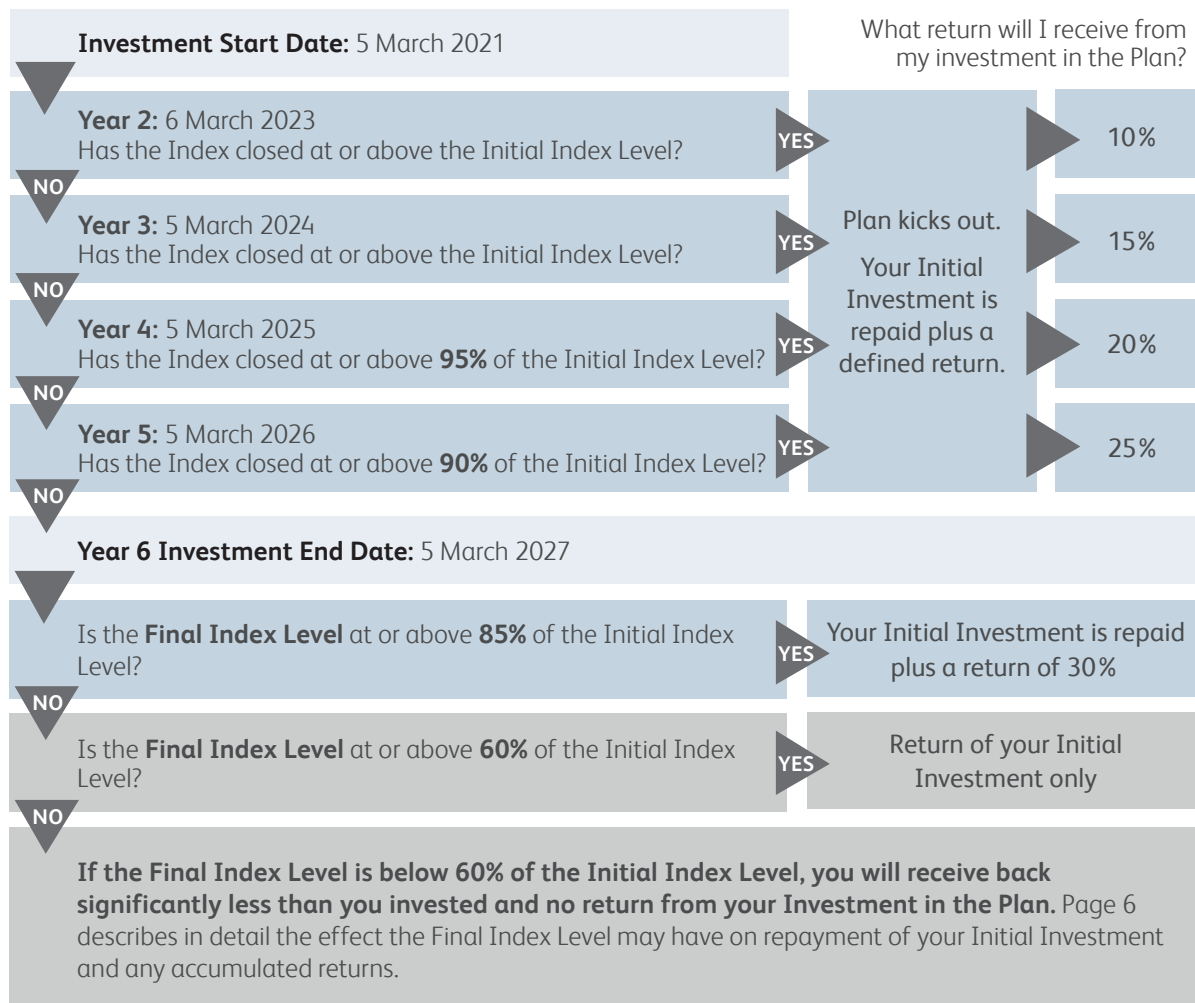 Investment Start Date: 5 March 2021
What return will I receive from
my investment in the Plan?
Year 2: 6 March 2023
Has the Index closed at or above the Initial Index Level?
YES
10%
NO
Year 3: 5 March 2024
Has the Index closed at or above the Initial Index Level?
YES
15%
NO
Year 4: 5 March 2025
Has the Index closed at or above 95% of the Initial Index Level?
YES
20%
NO
Year 5: 5 March 2026
Has the Index closed at or above 90% of the Initial Index Level?
YES
25%
Plan kicks out.
Your Initial
Investment is
repaid plus a
defined return.
NO
Year 6 Investment End Date: 5 March 2027
Is the Final Index Level at or above 85% of the Initial Index
Level?
YES
Your Initial Investment is repaid
plus a return of 30%
NO
Is the Final Index Level at or above 60% of the Initial Index
Level?
YES
Return of your Initial
Investment only
NO
If the Final Index Level is below 60% of the Initial Index Level, you will receive back
significantly less than you invested and no return from your Investment in the Plan. Page 6
describes in detail the effect the Final Index Level may have on repayment of your Initial Investment
and any accumulated returns.